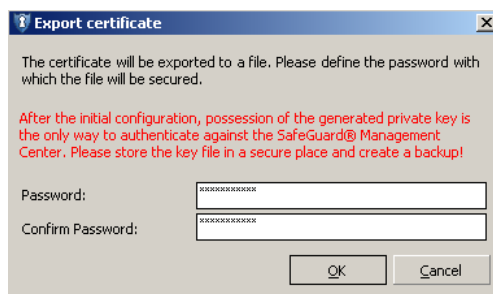 Export certificate
The certificate will be exported to a file. Please define the password with
which the file will be secured.
After the initial configuration, possession of the generated private key is
the only way to authenticate against the SafeGuard® Management
Center. Please store the key file in a secure place and create a backup!
Password:
xxxxxxxxxxx
Confirm Password:
xxxxxxxxxxx
OK
Cancel